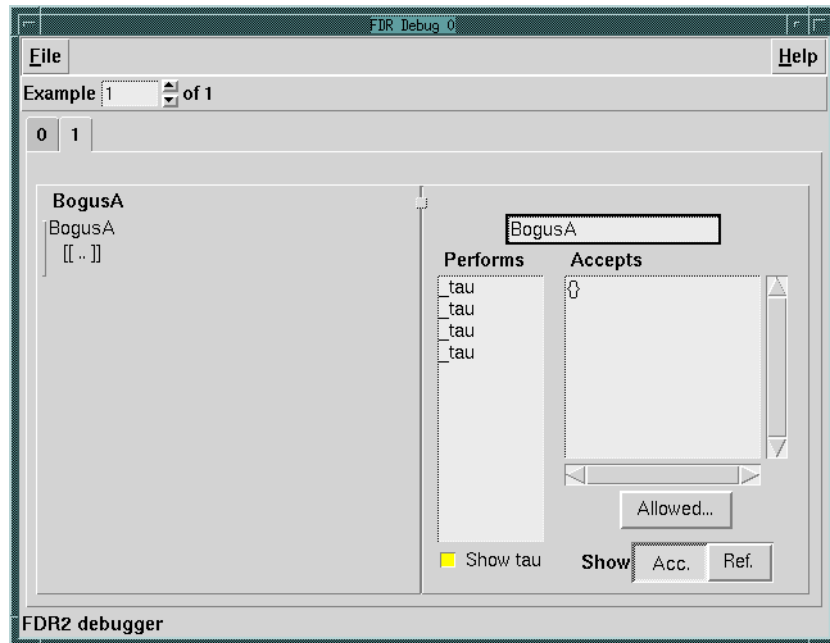 FDR Debug 0
File Help
Example 1 of 1
0 1
BogusA
BogusA
[[ .. ]]
BogusA
Performs Accepts
_tau
_tau
_tau
_tau
{}
Allowed...
Show tau
Show Acc. Ref.
FDR2 debugger